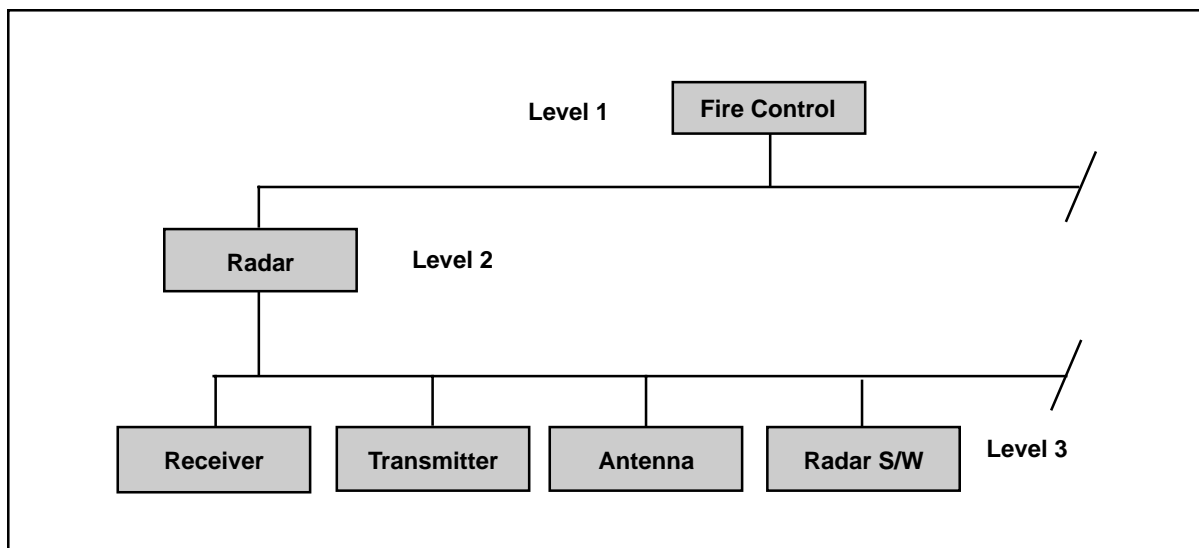 Level 1
Fire Control
Radar
Level 2
Receiver
Transmitter
Antenna
Radar S/W
Level 3